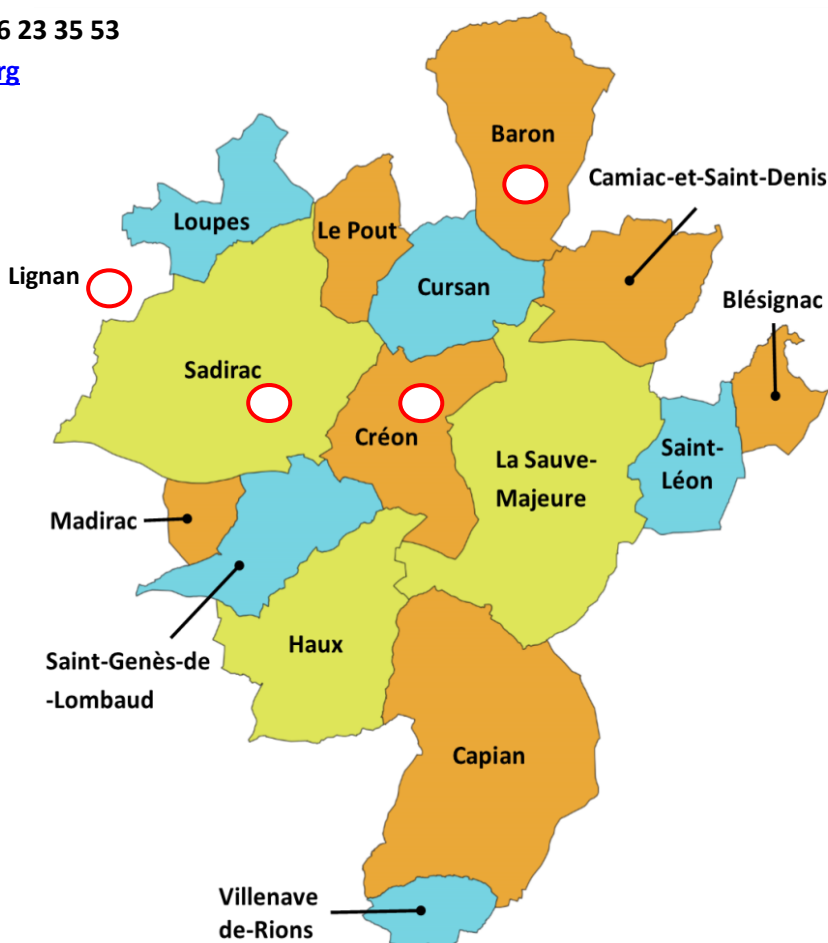 6 23 35 53
rg
Baron
Camiac-et-Saint-Denis
Loupes
Le Pout
Lignan
Cursan
Blésignac
Sadirac
Créon
La Sauve-
Majeure
Saint-
Léon
Madirac
Haux
Saint-Genès-de
-Lombaud
Capian
Villenave
de-Rions